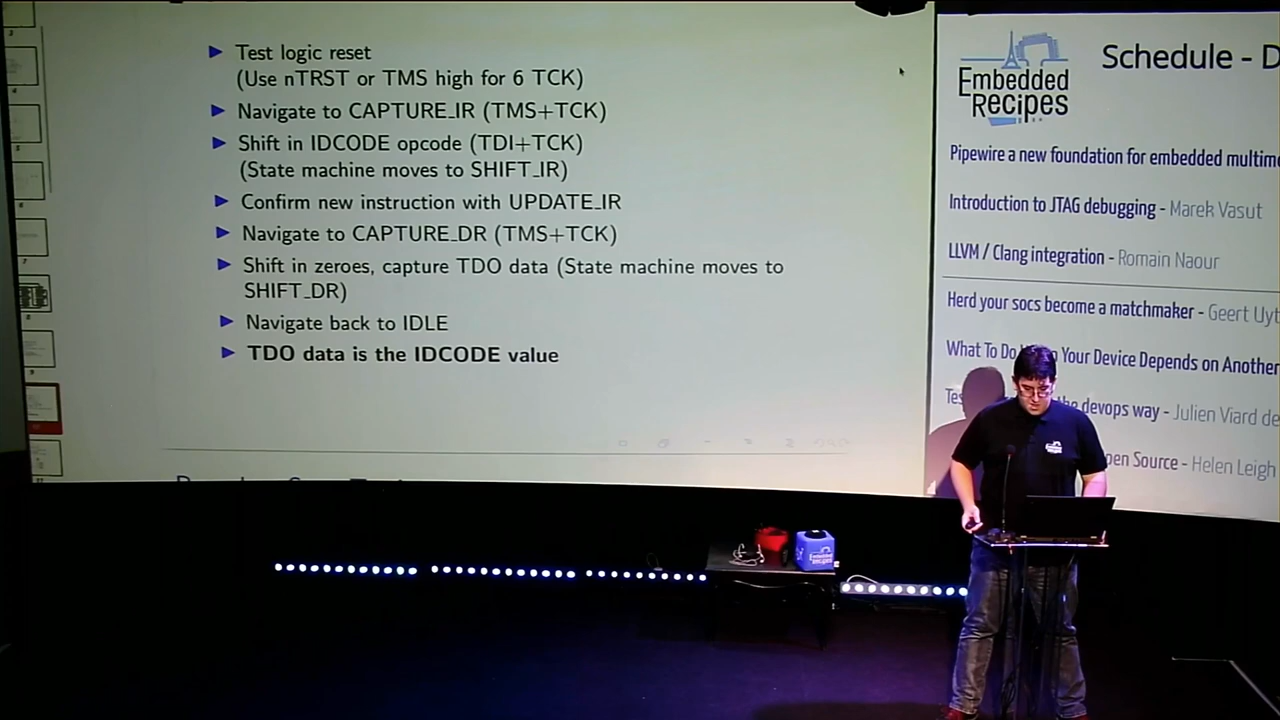 Test logic reset
(Use nTRST or TMS high for 6 TCK)
Navigate to CAPTURE_IR (TMS+TCK)
Shift in IDCODE opcode (TDI+TCK)
(State machine moves to SHIFT_IR)
Confirm new instruction with UPDATE_IR
Navigate to CAPTURE_DR (TMS+TCK)
Shift in zeroes, capture TDO data (State machine moves to
SHIFT_DR)
Navigate back to IDLE
TDO data is the IDCODE value
Embedded
Recipes
Schedule - D
Pipewire a new foundation for embedded multime
Introduction to JTAG debugging - Marek Vasut
LLVM / Clang integration - Romain Naour
Herd your socs become a matchmaker - Geert Uyt
What To Do Your Device Depends on Another
the devops way - Julien Viard de
pen Source - Helen Leigh
Embedded
Recipes